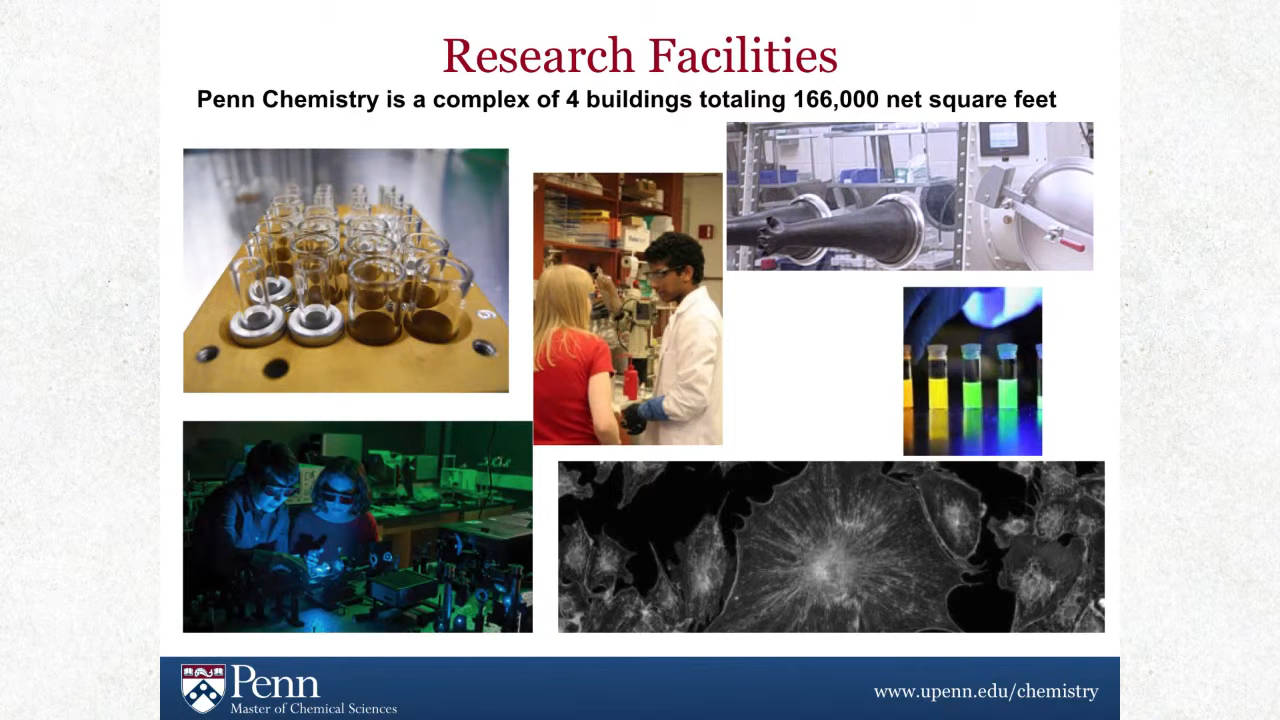 Research Facilities
Penn Chemistry is a complex of 4 buildings totaling 166,000 net square feet
Penn
Master of Chemical Sciences
www.upenn.edu/chemistry